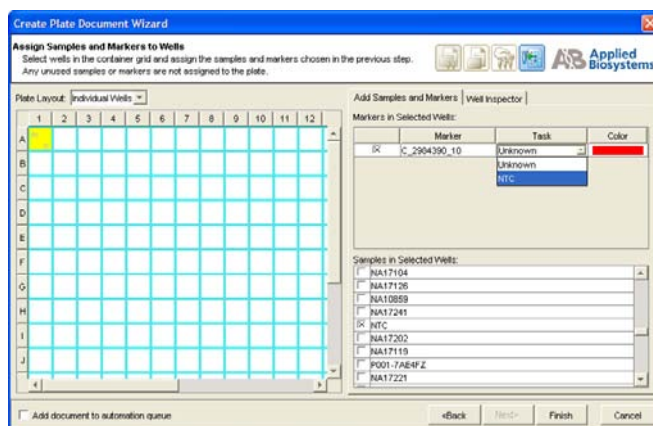 Create Plate Document Wizard
Assign Samples and Markers to Wells
Select wells in the container grid and assign the samples and markers chosen in the previous step.
Any unused samples or markers are not assigned to the plate.
AB Applied
Biosystems
Plate Layout: Individual Wells
1 2 3 4 5 6 7 8 9 10 11 12
A
B
C
D
E
F
G
H
I
J
Add Samples and Markers Well Inspector
Markers in Selected Wells:
Marker Task Color
C_2984390_10 Unknown
Unknown
NTC
Samples in Selected Wells:
NA17104
NA17126
NA10859
NA17241
NTC
NA17202
NA17119
P001-7AE4FZ
NA17221
Add document to automation queue
<Back Next> Finish Cancel